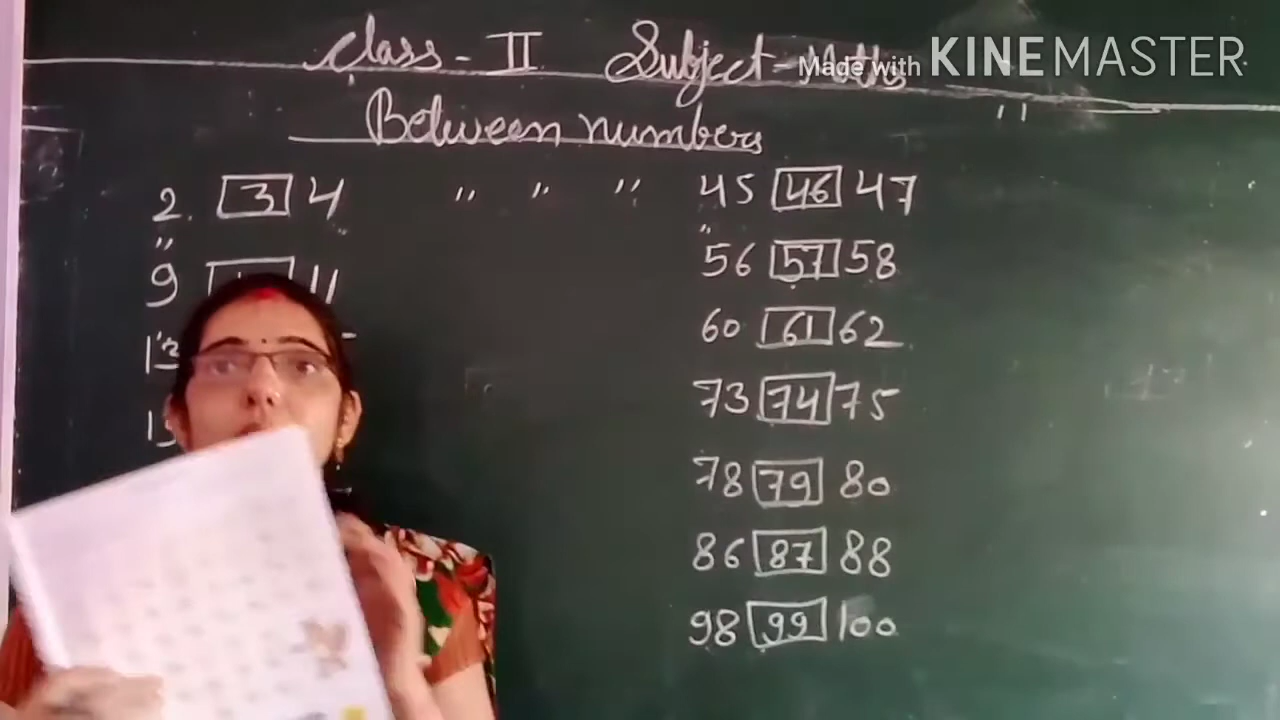 Class - II Subject - Maths
Made with KINEMASTER
Between numbers
2. 3 4 " " " 45 46 47
" "
9 11 56 57 58
60 61 62
73 74 75
78 79 80
86 87 88
98 99 100